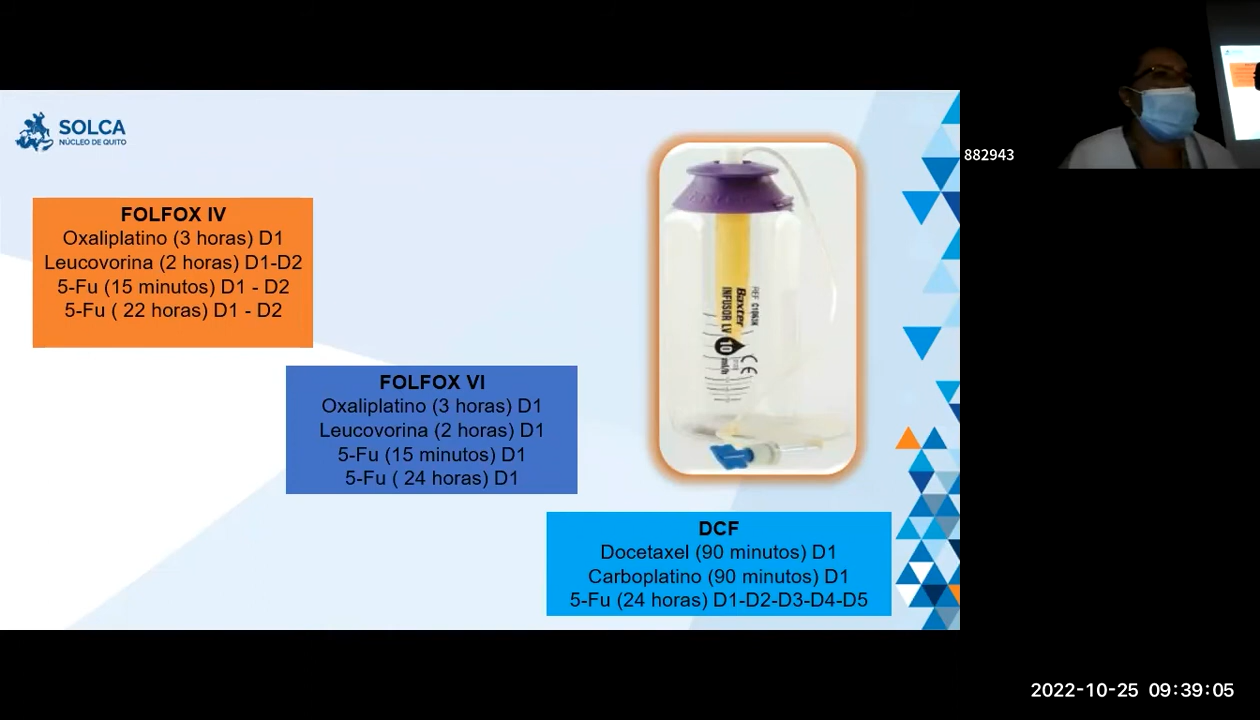 SOLCA
NÚCLEO DE QUITO
FOLFOX IV
Oxaliplatino (3 horas) D1
Leucovorina (2 horas) D1-D2
5-Fu (15 minutos) D1 - D2
5-Fu ( 22 horas) D1 - D2
FOLFOX VI
Oxaliplatino (3 horas) D1
Leucovorina (2 horas) D1
5-Fu (15 minutos) D1
5-Fu ( 24 horas) D1
REF C1063K
Baxter
INFUSOR LV
10
ml/h
CE
DCF
Docetaxel (90 minutos) D1
Carboplatino (90 minutos) D1
5-Fu (24 horas) D1-D2-D3-D4-D5
882943
2022-10-25 09:39:05